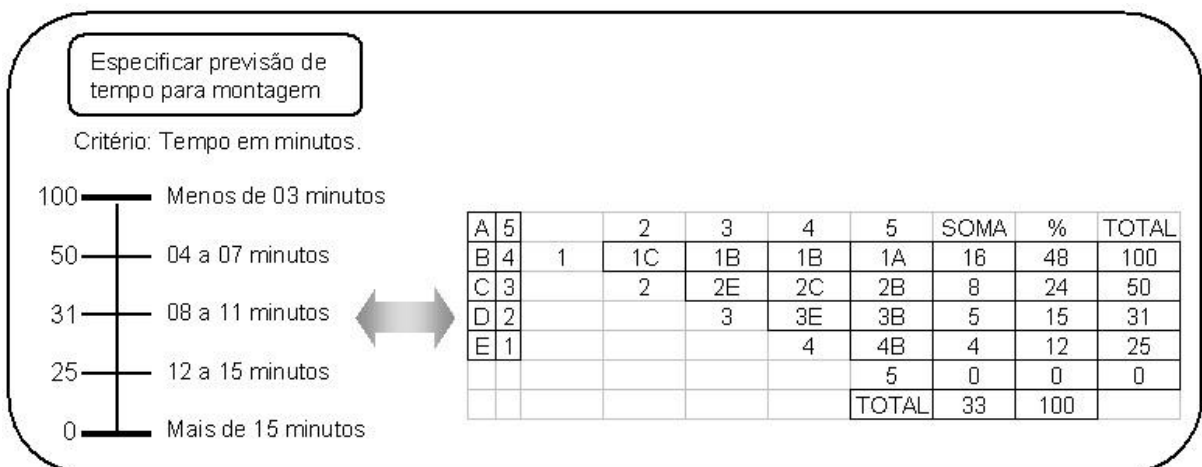 Especificar previsão de
tempo para montagem
Critério: Tempo em minutos.
100 Menos de 03 minutos
50 04 a 07 minutos
31 08 a 11 minutos
25 12 a 15 minutos
0 Mais de 15 minutos
A 5 2 3 4 5 SOMA % TOTAL
B 4 1 1C 1B 1B 1A 16 48 100
C 3 2 2E 2C 2B 8 24 50
D 2 3 3E 3B 5 15 31
E 1 4 4B 4 12 25
5 0 0 0
TOTAL 33 100